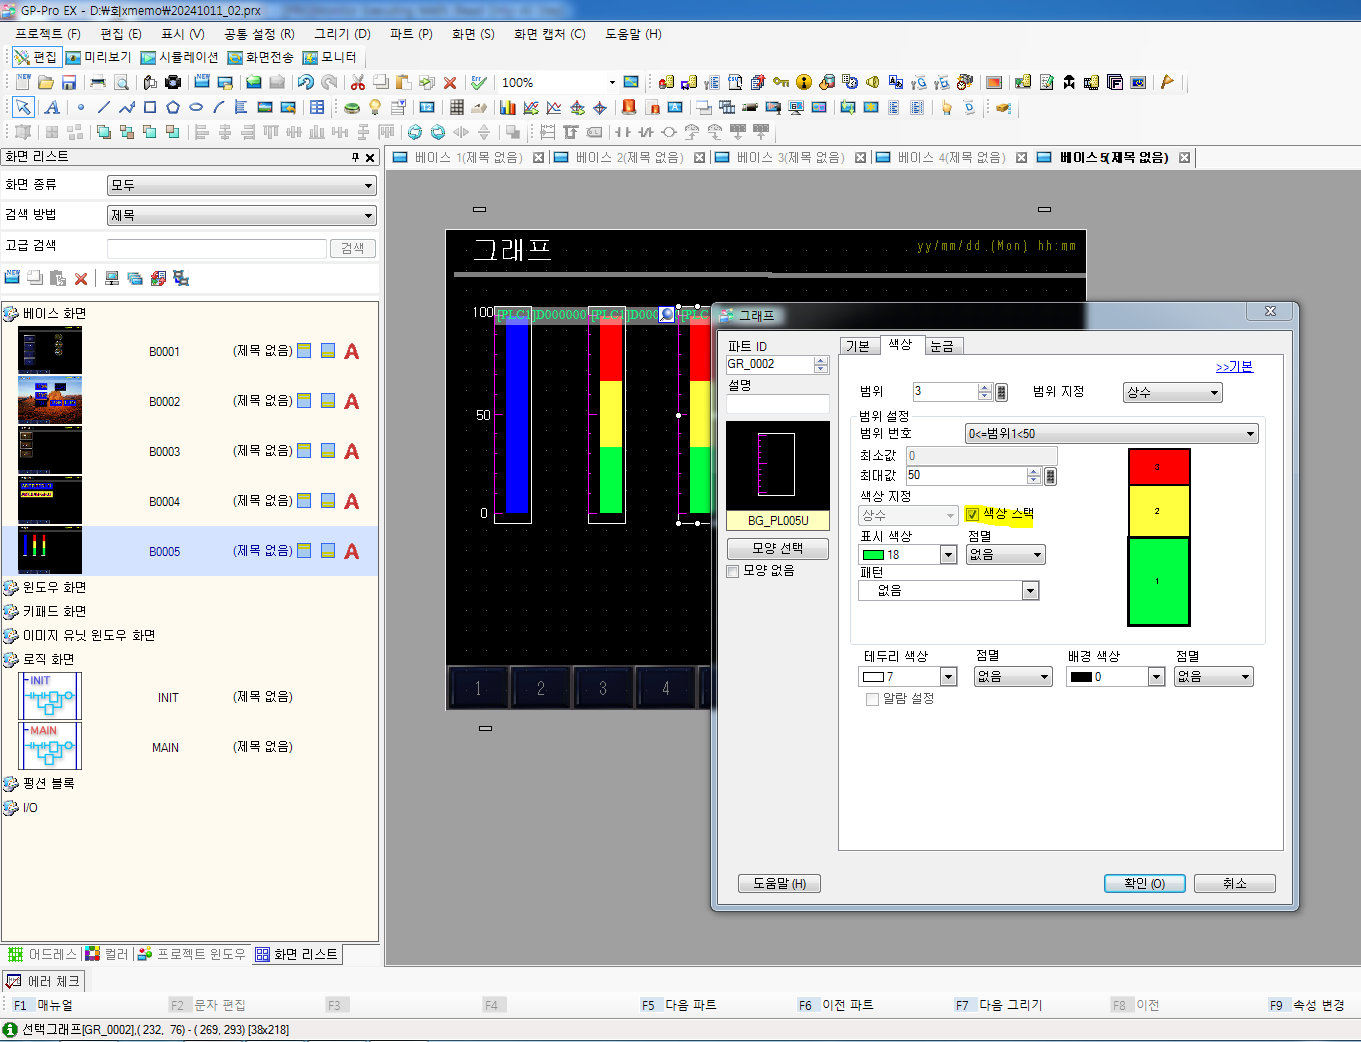 GP-Pro EX - D:\회xmemo\20241011_02.prx
프로젝트 (F) 편집 (E) 표시 (V) 공통 설정 (R) 그리기 (D) 파트 (P) 화면 (S) 화면 캡처 (C) 도움말 (H)
편집 미리보기 시뮬레이션 화면전송 모니터
100%
화면 리스트
베이스 1(제목 없음) 베이스 2(제목 없음) 베이스 3(제목 없음) 베이스 4(제목 없음) 베이스 5(제목 없음)
화면 종류 모두
검색 방법 제목
고급 검색 검색
베이스 화면
B0001 (제목 없음)
B0002 (제목 없음)
B0003 (제목 없음)
B0004 (제목 없음)
B0005 (제목 없음)
윈도우 화면
키패드 화면
이미지 유닛 윈도우 화면
로직 화면
INIT INIT (제목 없음)
MAIN MAIN (제목 없음)
펑션 블록
I/O
그래프 yy/mm/dd (Mon) hh:mm
100 [PLC1]D000000 [PLC1]D000 [PLC
50
0
1 2 3 4
그래프
파트 ID
GR_0002
설명
BG_PL005U
모양 선택
모양 없음
기본 색상 눈금
>>기본
범위 3 범위 지정 상수
범위 설정
범위 번호 0<=범위1<50
최소값 0
최대값 50
색상 지정
상수 색상 스택
표시 색상 점멸
18 없음
패턴
없음
3
2
1
테두리 색상 점멸 배경 색상 점멸
7 없음 0 없음
알람 설정
도움말 (H) 확인 (O) 취소
어드레스 컬러 프로젝트 윈도우 화면 리스트
에러 체크
F1 매뉴얼 F2 문자 편집 F3 F4 F5 다음 파트 F6 이전 파트 F7 다음 그리기 F8 이전 F9 속성 변경
선택그래프[GR_0002],( 232, 76) - ( 269, 293) [38x218]